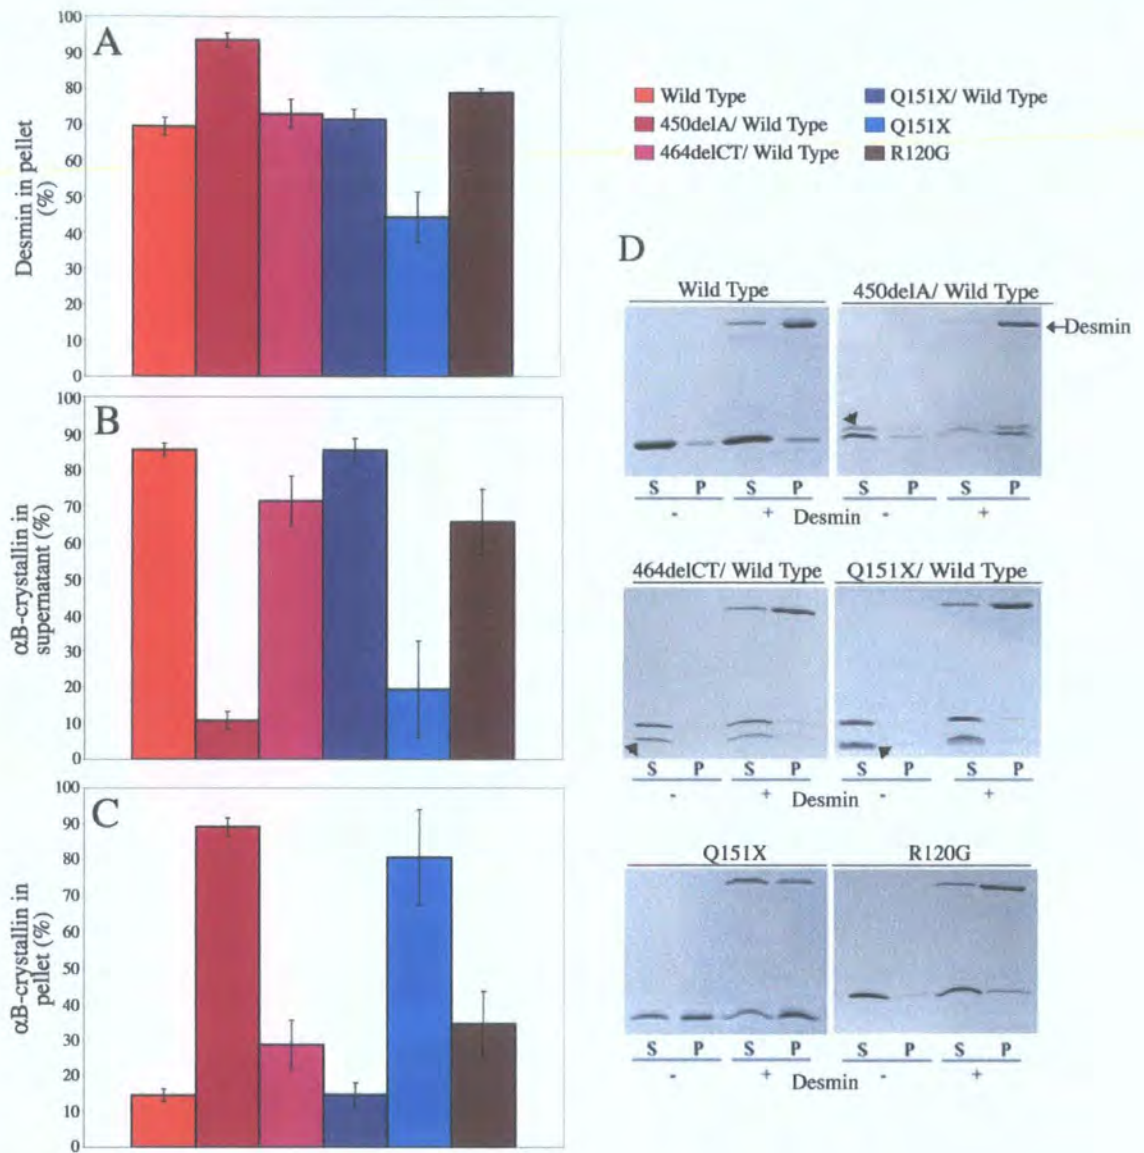 A
Desmin in pellet
(%)
100
90
80
70
60
50
40
30
20
10
0
B
αB-crystallin in
supernatant (%)
100
90
80
70
60
50
40
30
20
10
0
C
αB-crystallin in
pellet (%)
100
90
80
70
60
50
40
30
20
10
0
Wild Type
450delA/ Wild Type
464delCT/ Wild Type
Q151X/ Wild Type
Q151X
R120G
D
Wild Type
450delA/ Wild Type
Desmin
S P S P S P S P
- + Desmin - +
464delCT/ Wild Type
Q151X/ Wild Type
S P S P S P S P
- + Desmin - +
Q151X
R120G
S P S P S P S P
- + Desmin - +